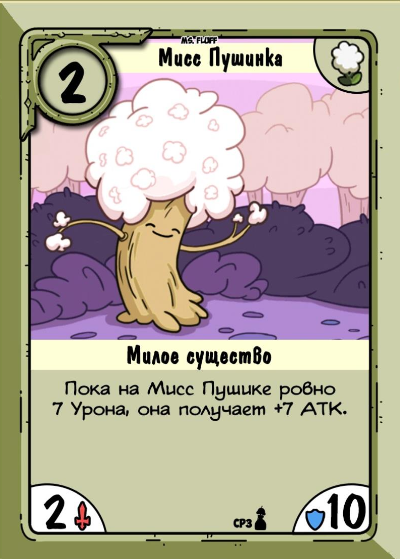 MS. FLUFF
2
Мисс Пушинка
Милое существо
Пока на Мисс Пушике ровно
7 Урона, она получает +7 АТК.
2
СР3
10